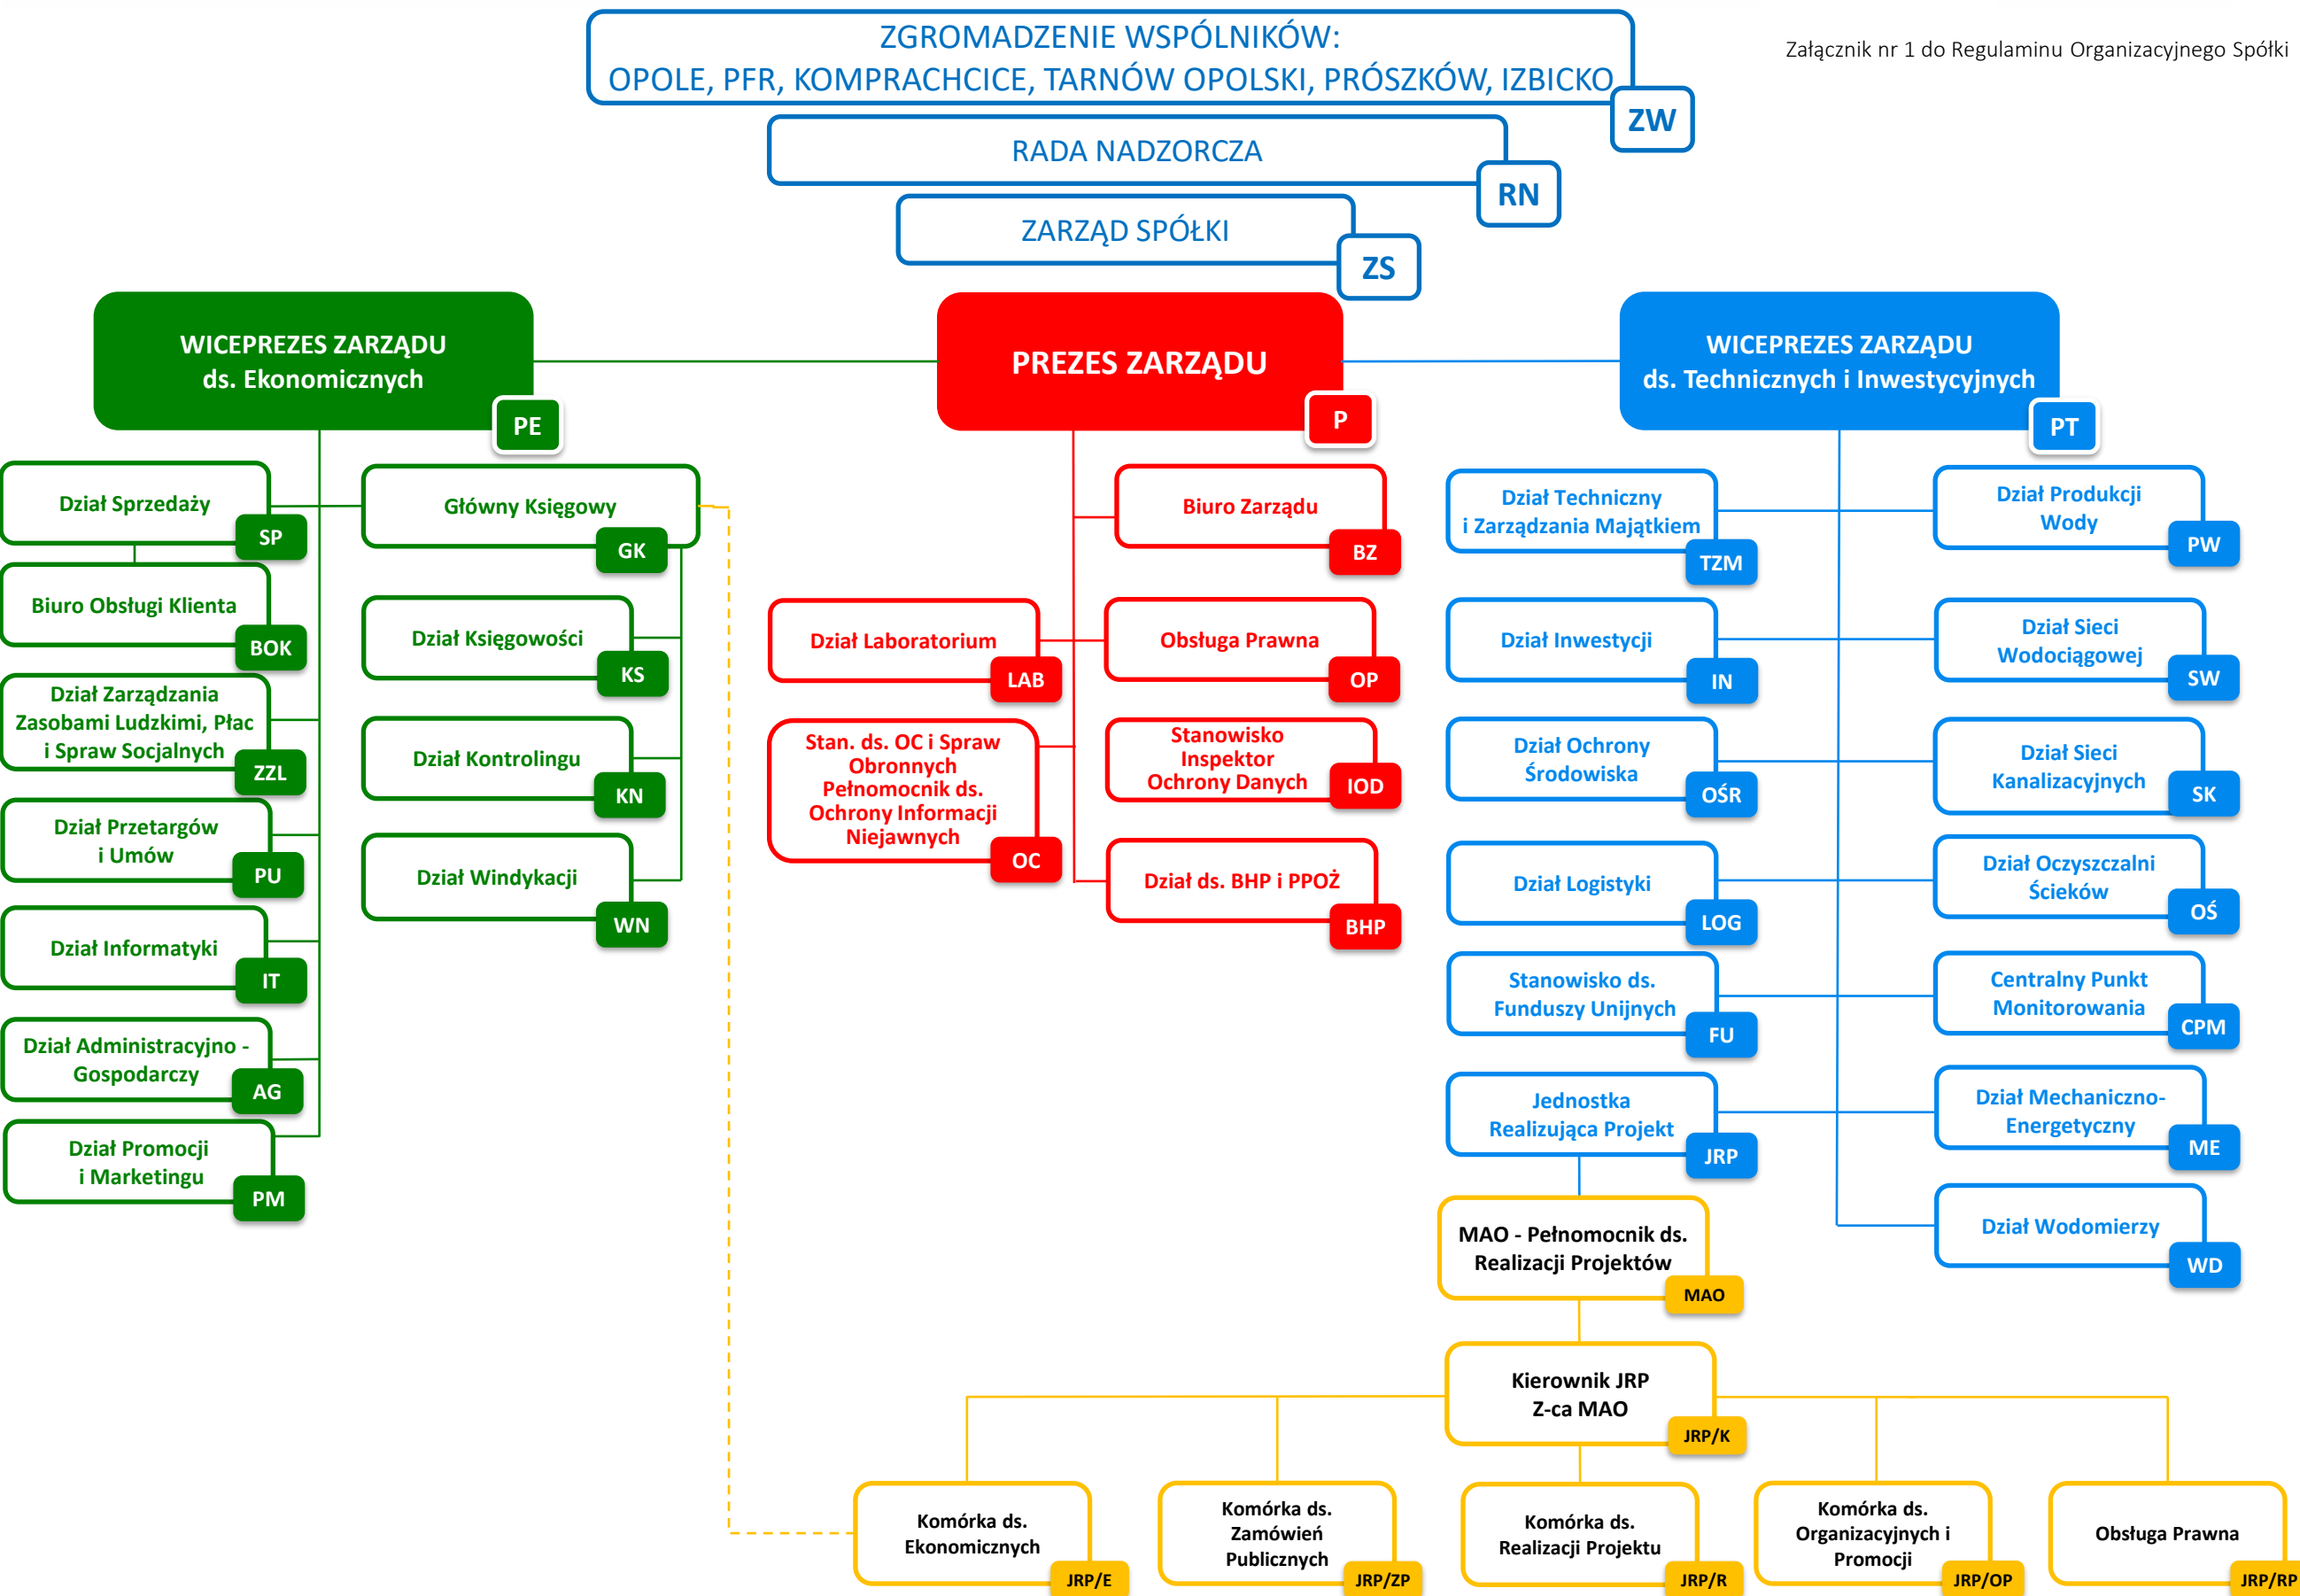 Załącznik nr 1 do Regulaminu Organizacyjnego Spółki
ZGROMADZENIE WSPÓLNIKÓW:
OPOLE, PFR, KOMPRACHCICE, TARNÓW OPOLSKI, PRÓSZKÓW, IZBICKO
ZW
RADA NADZORCZA
RN
ZARZĄD SPÓŁKI
ZS
WICEPREZES ZARZĄDU
ds. Ekonomicznych
PE
PREZES ZARZĄDU
P
WICEPREZES ZARZĄDU
ds. Technicznych i Inwestycyjnych
PT
Dział Sprzedaży
SP
Biuro Obsługi Klienta
BOK
Dział Zarządzania
Zasobami Ludzkimi, Płac
i Spraw Socjalnych
ZZL
Dział Przetargów
i Umów
PU
Dział Informatyki
IT
Dział Administracyjno -
Gospodarczy
AG
Dział Promocji
i Marketingu
PM
Główny Księgowy
GK
Dział Księgowości
KS
Dział Kontrolingu
KN
Dział Windykacji
WN
Biuro Zarządu
BZ
Dział Laboratorium
LAB
Obsługa Prawna
OP
Stan. ds. OC i Spraw
Obronnych
Pełnomocnik ds.
Ochrony Informacji
Niejawnych
OC
Stanowisko
Inspektor
Ochrony Danych
IOD
Dział ds. BHP i PPOŻ
BHP
Dział Techniczny
i Zarządzania Majątkiem
TZM
Dział Inwestycji
IN
Dział Ochrony
Środowiska
OŚR
Dział Logistyki
LOG
Stanowisko ds.
Funduszy Unijnych
FU
Jednostka
Realizująca Projekt
JRP
Dział Produkcji
Wody
PW
Dział Sieci
Wodociągowej
SW
Dział Sieci
Kanalizacyjnych
SK
Dział Oczyszczalni
Ścieków
OŚ
Centralny Punkt
Monitorowania
CPM
Dział Mechaniczno-
Energetyczny
ME
Dział Wodomierzy
WD
MAO - Pełnomocnik ds.
Realizacji Projektów
MAO
Kierownik JRP
Z-ca MAO
JRP/K
Komórka ds.
Ekonomicznych
JRP/E
Komórka ds.
Zamówień
Publicznych
JRP/ZP
Komórka ds.
Realizacji Projektu
JRP/R
Komórka ds.
Organizacyjnych i
Promocji
JRP/OP
Obsługa Prawna
JRP/RP